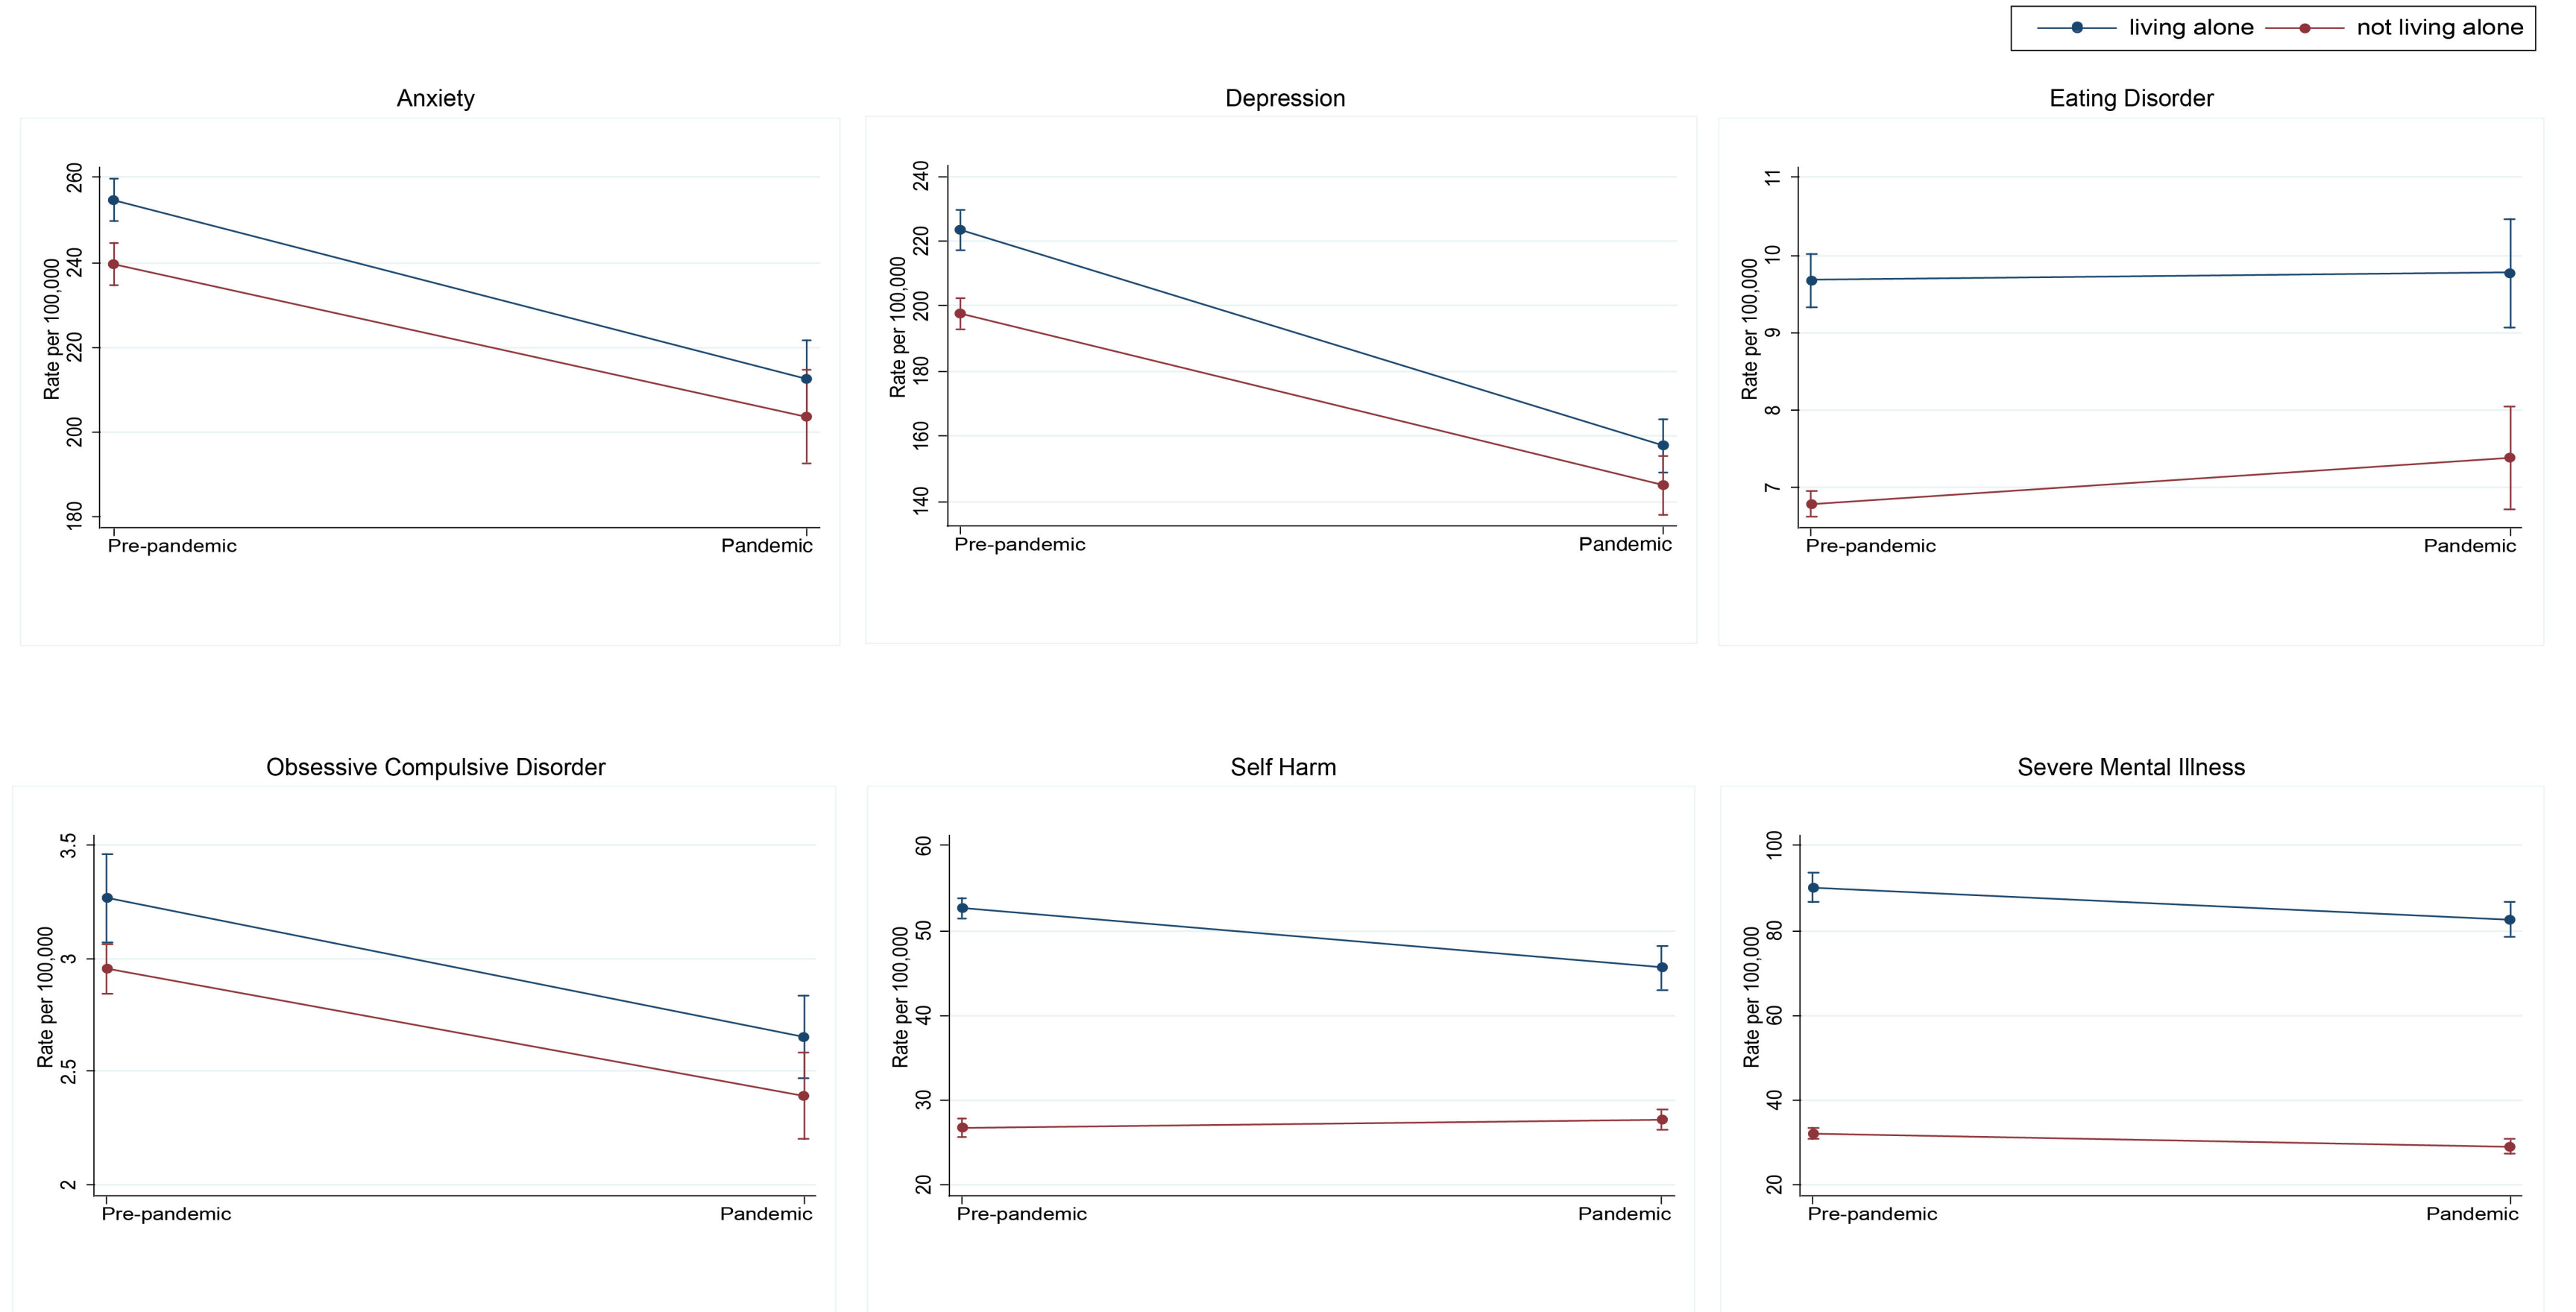 living alone not living alone
Anxiety
Depression
Eating Disorder
Rate per 100,000
260
240
220
200
180
Pre-pandemic Pandemic
Rate per 100,000
240
220
200
180
160
140
Pre-pandemic Pandemic
Rate per 100,000
11
10
9
8
7
Pre-pandemic Pandemic
Obsessive Compulsive Disorder
Self Harm
Severe Mental Illness
Rate per 100,000
3.5
3
2.5
2
Pre-pandemic Pandemic
Rate per 100,000
60
50
40
30
20
Pre-pandemic Pandemic
Rate per 100,000
100
80
60
40
20
Pre-pandemic Pandemic